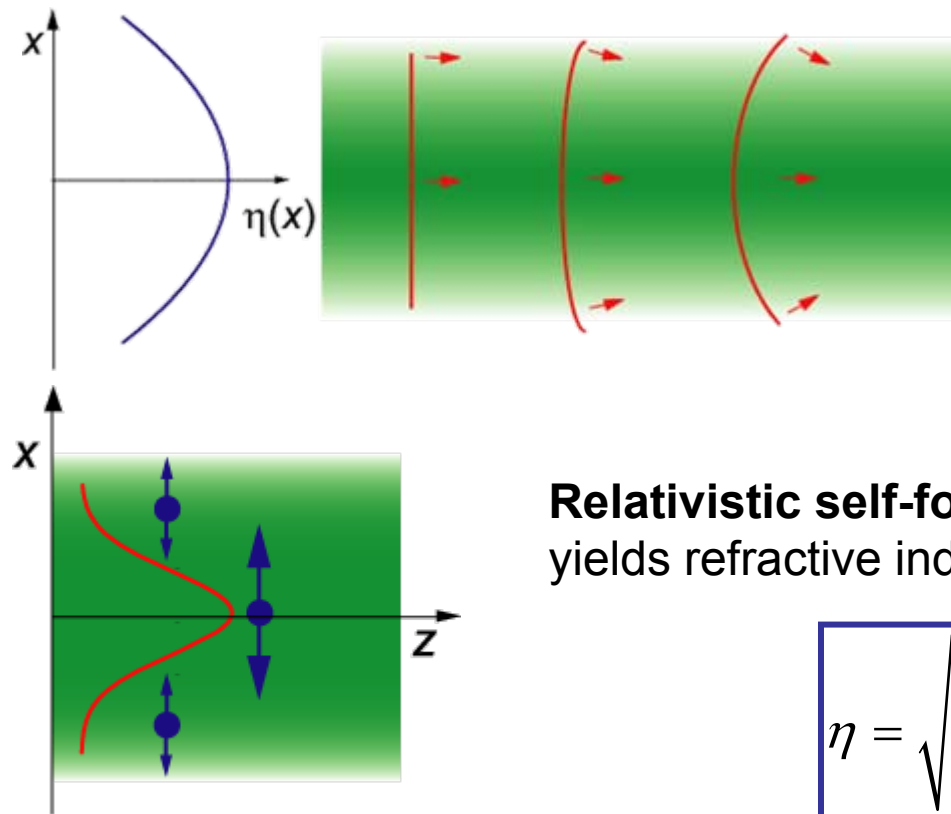 x
η(x)
x
z
Relativistic self-fo
yields refractive ind
η = √